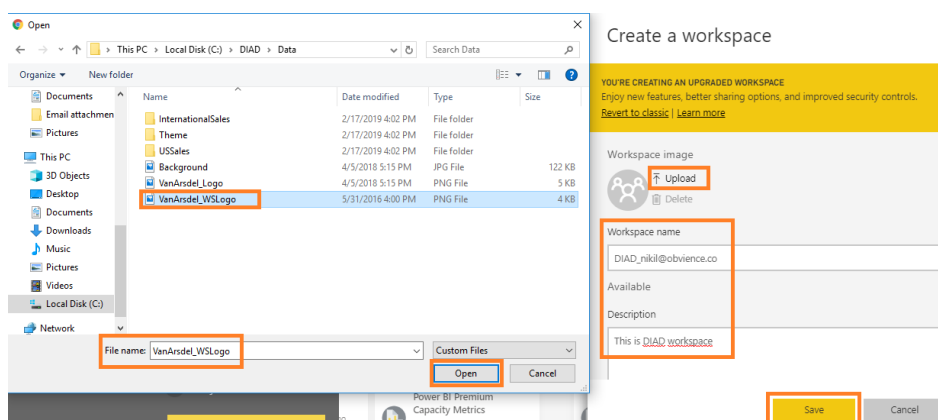 Open
This PC > Local Disk (C:) > DIAD > Data
Search Data
Organize
New folder
Documents
Email attachmen
Pictures
This PC
3D Objects
Desktop
Documents
Downloads
Music
Pictures
Videos
Local Disk (C:)
Network
Name Date modified Type Size
InternationalSales 2/17/2019 4:02 PM File folder
Theme 2/17/2019 4:02 PM File folder
USSales 2/17/2019 4:02 PM File folder
Background 4/5/2018 5:15 PM JPG File 122 KB
VanArsdel_Logo 4/5/2018 5:15 PM PNG File 5 KB
VanArsdel_WSLogo 5/31/2016 4:00 PM PNG File 4 KB
File name: VanArsdel_WSLogo
Custom Files
Open
Cancel
Power BI Premium
Capacity Metrics
Create a workspace
YOU'RE CREATING AN UPGRADED WORKSPACE
Enjoy new features, better sharing options, and improved security controls.
Revert to classic | Learn more
Workspace image
Upload
Delete
Workspace name
DIAD_nikil@obvience.co
Available
Description
This is DIAD workspace
Save
Cancel